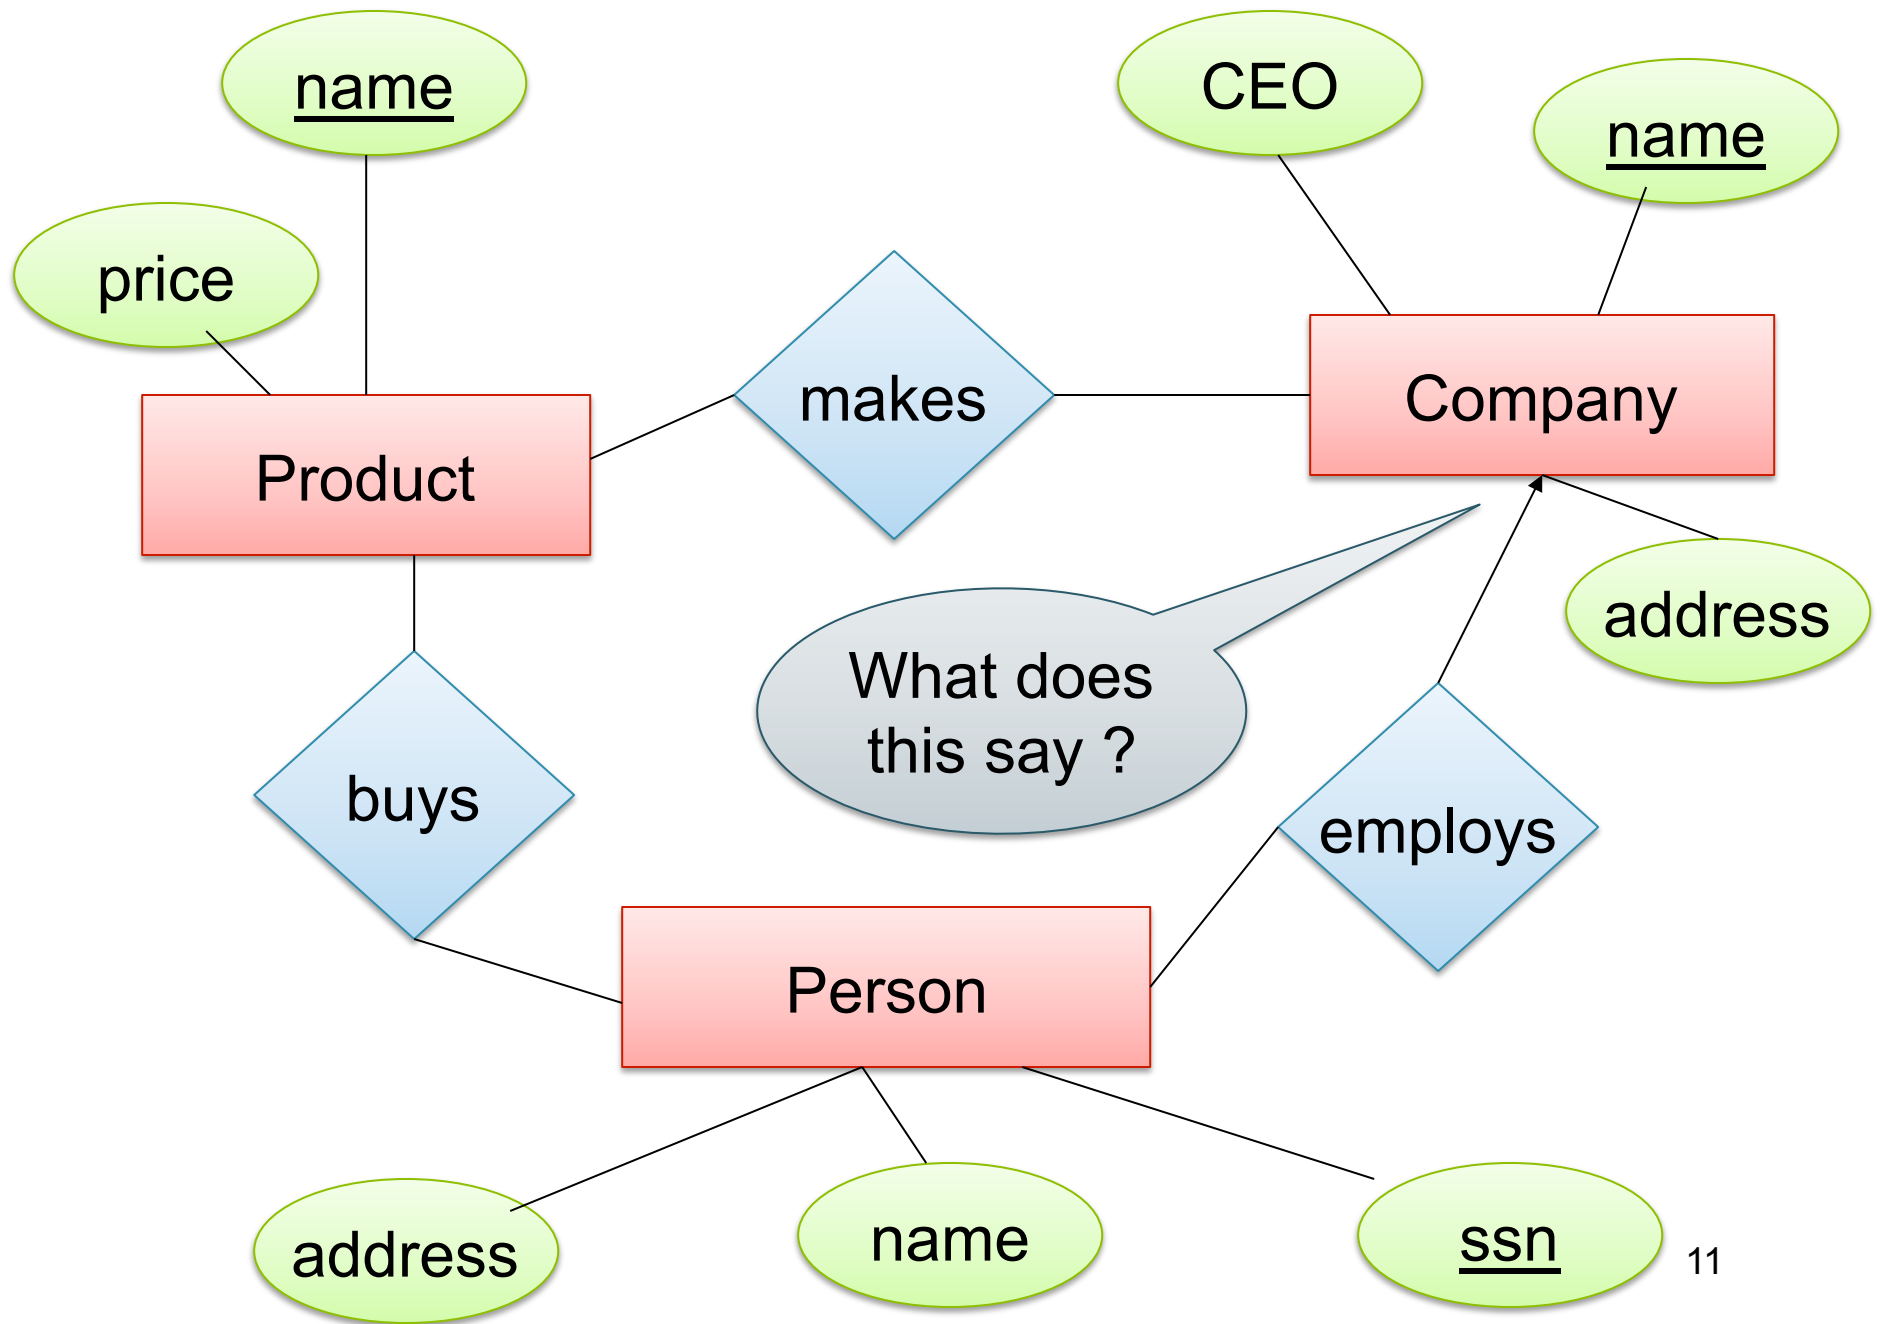 name
CEO
name
price
makes
Company
Product
address
What does
this say ?
buys
employs
Person
address
name
ssn
11